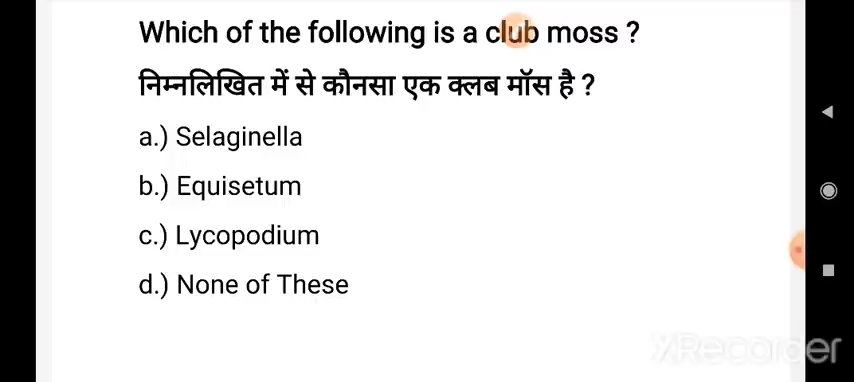 Which of the following is a club moss ?
निम्नलिखित में से कौनसा एक क्लब मॉस है ?
a.) Selaginella
b.) Equisetum
c.) Lycopodium
d.) None of These
XRecorder